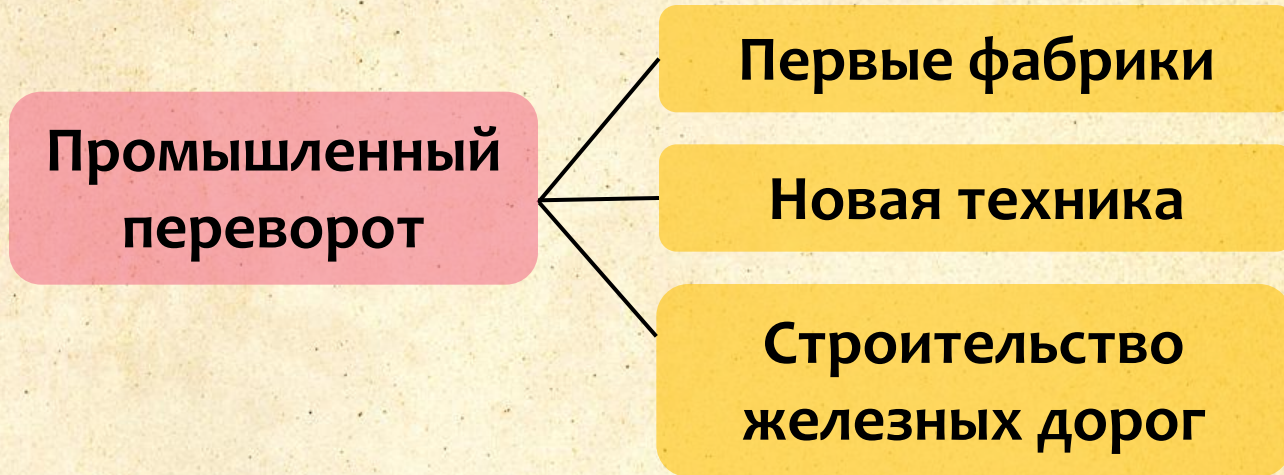 Промышленный
переворот
Первые фабрики
Новая техника
Строительство
железных дорог